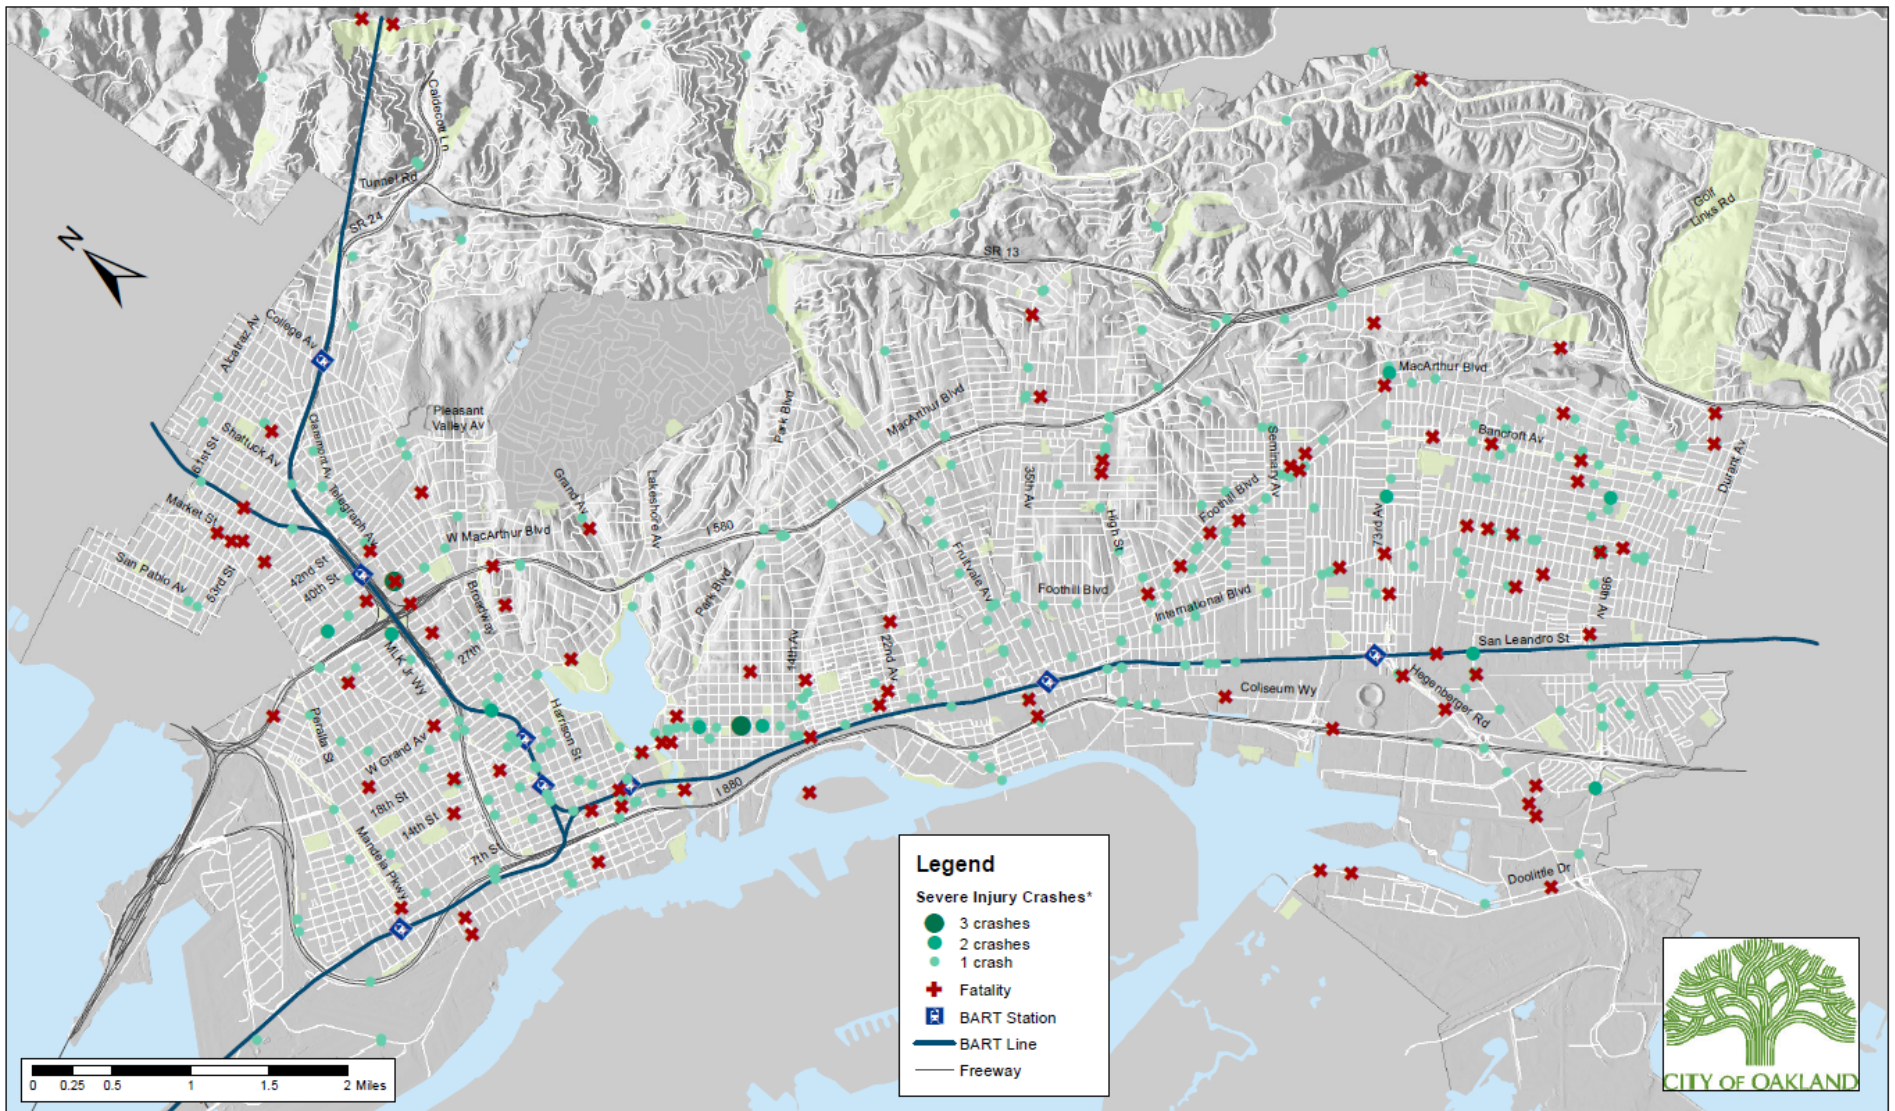 N
Caldecott Ln
Tunnel Rd
SR 24
SR 13
Golf
Links Rd
Alcatraz Av
College Av
MacArthur Blvd
Pleasant
Valley Av
Park Blvd
MacArthur Blvd
Claremont Av
Shattuck Av
61st St
Bancroft Av
Durant Av
Seminary Av
35th Av
Grand Av
Lakeshore Av
Telegraph Av
Market St
Foothill Blvd
High St
73rd Av
I 580
W MacArthur Blvd
San Pablo Av
53rd St
42nd St
40th St
Broadway
Park Blvd
Fruitvale Av
Foothill Blvd
International Blvd
98th Av
San Leandro St
27th
MLK Jr Wy
14th Av
22nd Av
Hegenberger Rd
Coliseum Wy
Peralta St
W Grand Av
Harrison St
I 880
18th St
14th St
7th St
Mandela Pkwy
Doolittle Dr
Legend
Severe Injury Crashes*
3 crashes
2 crashes
1 crash
Fatality
BART Station
BART Line
Freeway
0 0.25 0.5 1 1.5 2 Miles
CITY OF OAKLAND